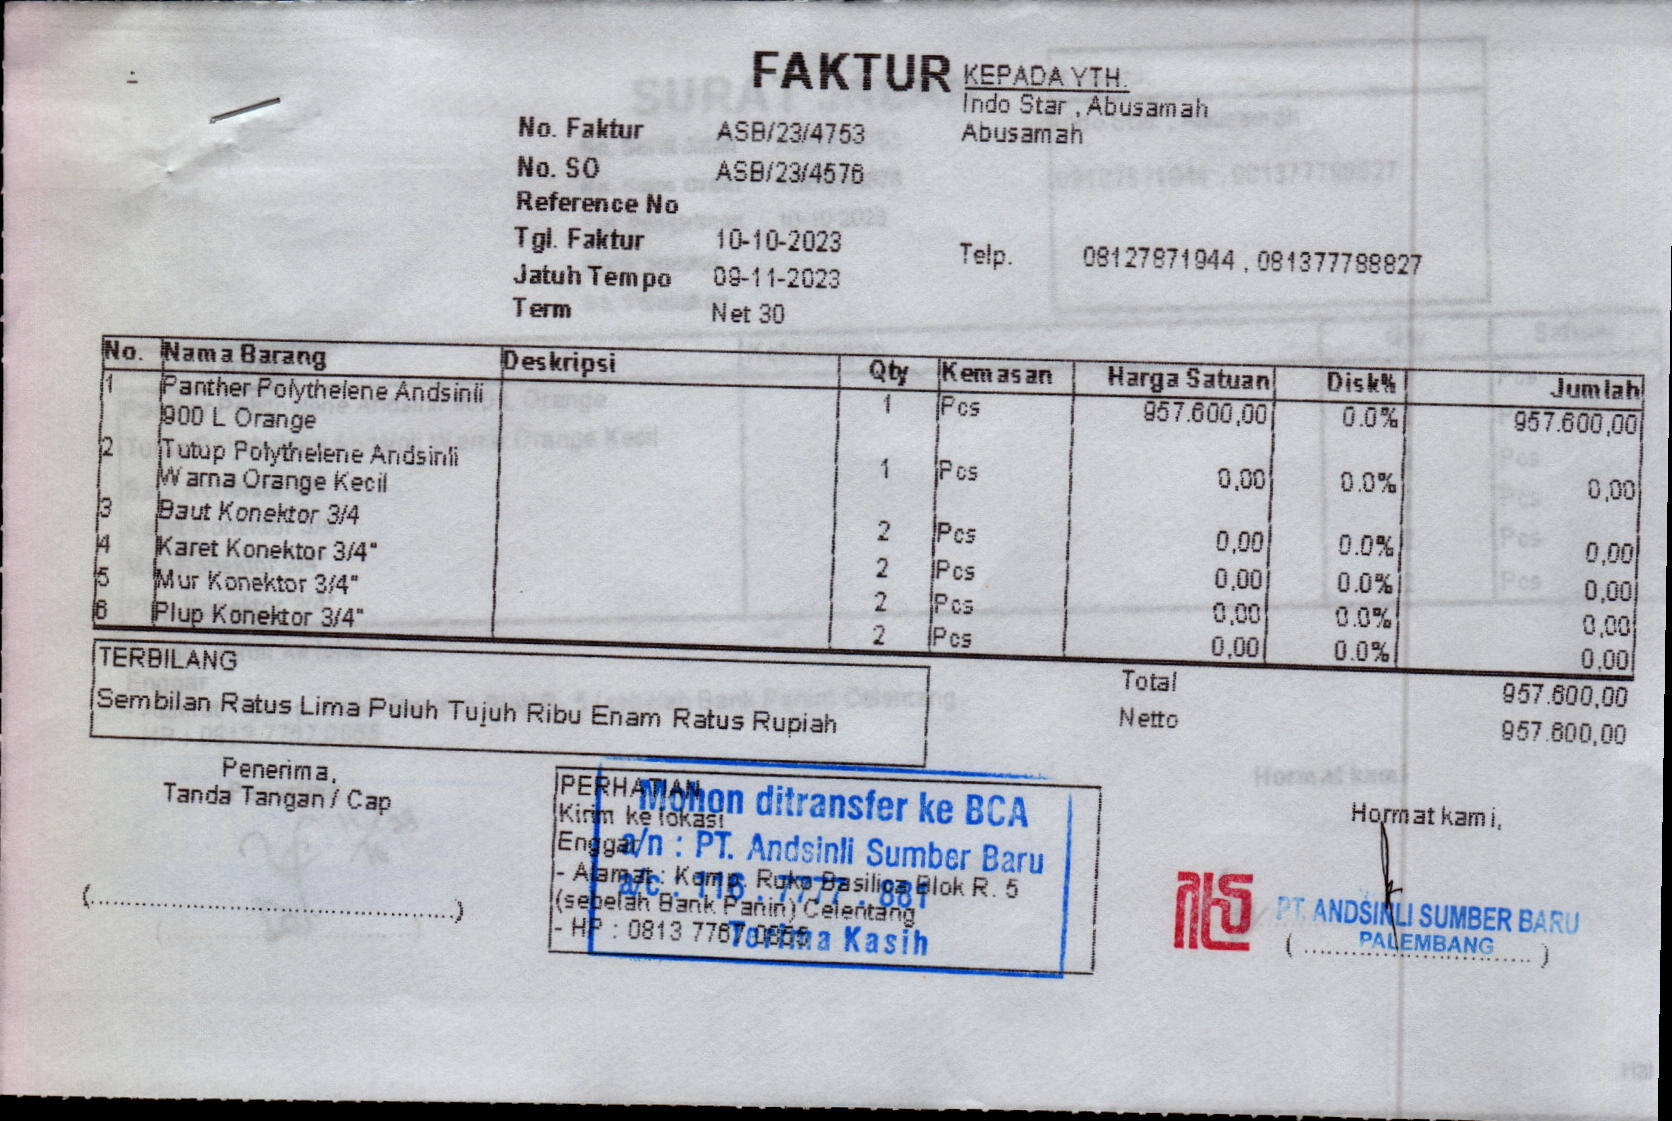 FAKTUR
KEPADA YTH.
Indo Star , Abusamah
Abusamah
No. Faktur ASB/23/4753
No. SO ASB/23/4576
Reference No
Tgl. Faktur 10-10-2023
Jatuh Tempo 09-11-2023
Term Net 30
Telp. 08127871944 , 081377788827
No. Nama Barang Deskripsi Qty Kemasan Harga Satuan Disk% Jumlah
1 Panther Polythelene Andsinli 1 Pcs 957.600,00 0.0% 957.600,00
900 L Orange
2 Tutup Polythelene Andsinli 1 Pcs 0,00 0.0% 0,00
Warna Orange Kecil
3 Baut Konektor 3/4 2 Pcs 0,00 0.0% 0,00
4 Karet Konektor 3/4" 2 Pcs 0,00 0.0% 0,00
5 Mur Konektor 3/4" 2 Pcs 0,00 0.0% 0,00
6 Plup Konektor 3/4" 2 Pcs 0,00 0.0% 0,00
TERBILANG
Sembilan Ratus Lima Puluh Tujuh Ribu Enam Ratus Rupiah
Total 957.600,00
Netto 957.600,00
Penerima,
Tanda Tangan / Cap
(........................................................)
PERHATIAN
Kirim ke lokasi
Enggar
- Alamat : Komp. Ruko Basilica Blok R. 5
(sebelah Bank Panin) Celentang
- HP : 0813 7767
Mohon ditransfer ke BCA
a/n : PT. Andsinli Sumber Baru
a/c : 116 . 7777 . 881
Terima Kasih
Hormat kami,
PT. ANDSINLI SUMBER BARU
PALEMBANG
( ........................................ )